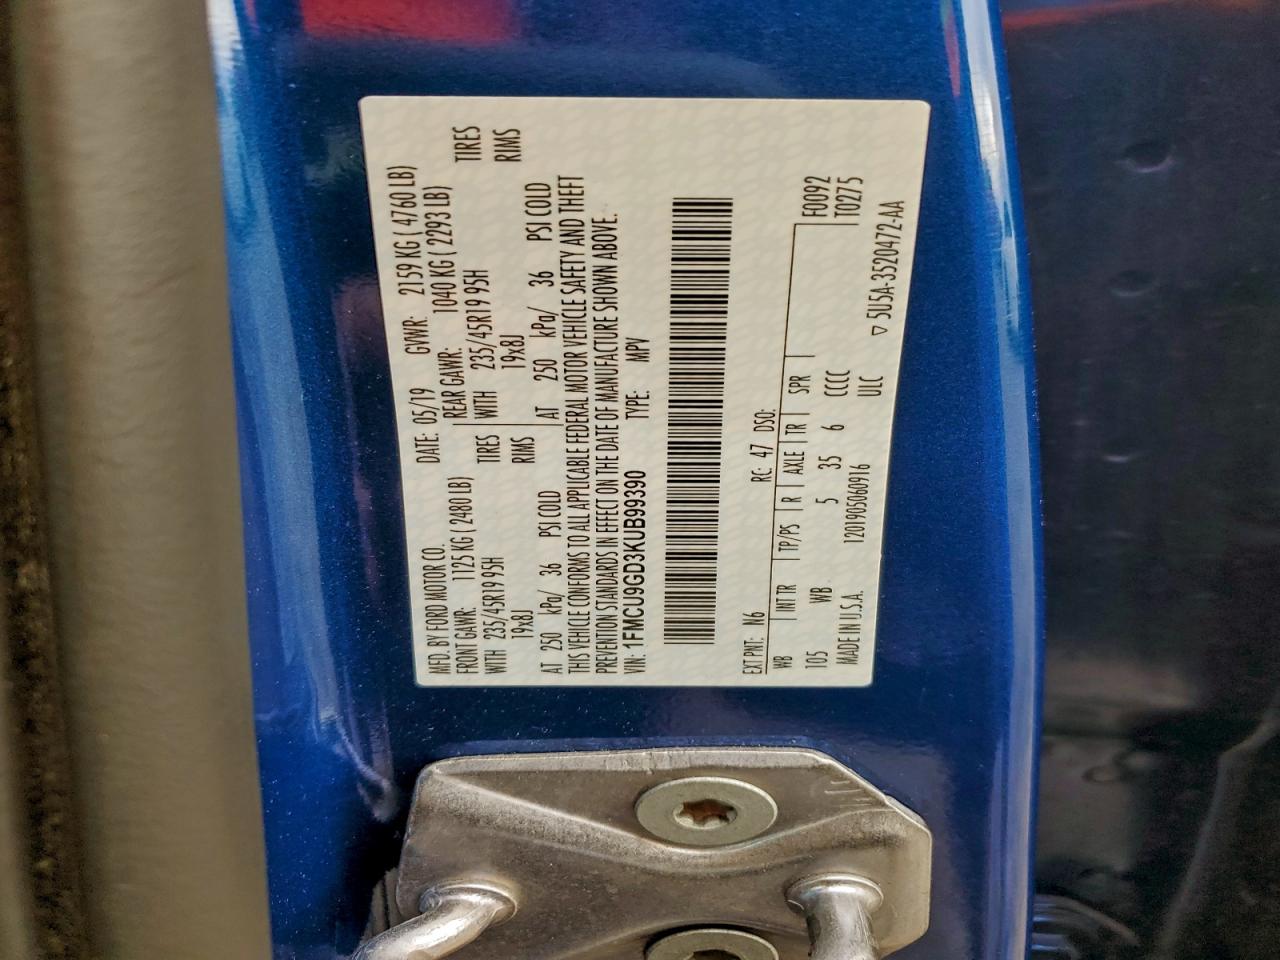 MFD. BY FORD MOTOR CO. DATE: 05/19 GVWR: 2159 KG ( 4760 LB)
FRONT GAWR: 1125 KG ( 2480 LB) REAR GAWR: 1040 KG ( 2293 LB)
WITH 235/45R19 95H TIRES WITH 235/45R19 95H TIRES
19x8J RIMS 19x8J RIMS
AT 250 kPa/ 36 PSI COLD AT 250 kPa/ 36 PSI COLD
THIS VEHICLE CONFORMS TO ALL APPLICABLE FEDERAL MOTOR VEHICLE SAFETY AND THEFT
PREVENTION STANDARDS IN EFFECT ON THE DATE OF MANUFACTURE SHOWN ABOVE.
VIN: 1FMCU9GD3KUB99390 TYPE: MPV
EXT PNT: N6 RC: 47 DSO:
WB INT TR TP/PS R AXLE TR SPR F0092
105 WB 5 35 6 CCCC T0275
MADE IN U.S.A. 1201905060916 ULC
▽ 5U5A-3520472-AA